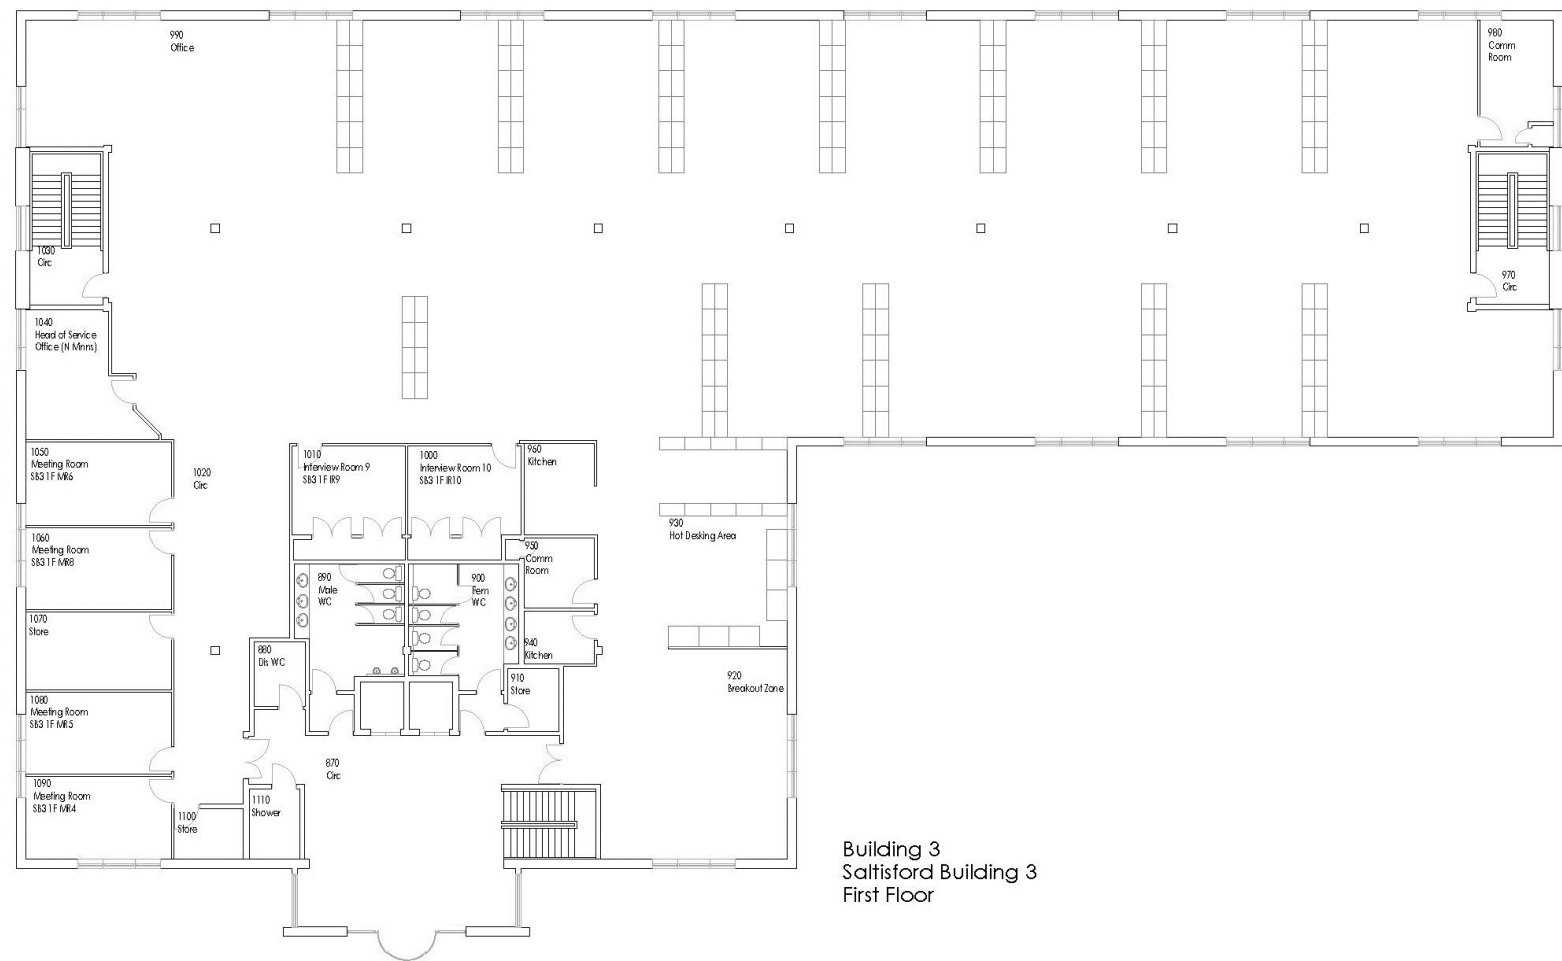 990
Office
980
Comm
Room
1030
Circ
970
Circ
1040
Head of Service
Office (N Minns)
1050
Meeting Room
SB3 1F MR6
1020
Circ
1010
Interview Room 9
SB3 1F IR9
1000
Interview Room 10
SB3 1F IR10
960
Kitchen
930
Hot Desking Area
1060
Meeting Room
SB3 1F MR8
950
Comm
Room
890
Male
WC
900
Fem
WC
1070
Store
880
Dis WC
940
Kitchen
910
Store
920
Breakout Zone
1080
Meeting Room
SB3 1F MR5
870
Circ
1090
Meeting Room
SB3 1F MR4
1100
Store
1110
Shower
Building 3
Saltisford Building 3
First Floor